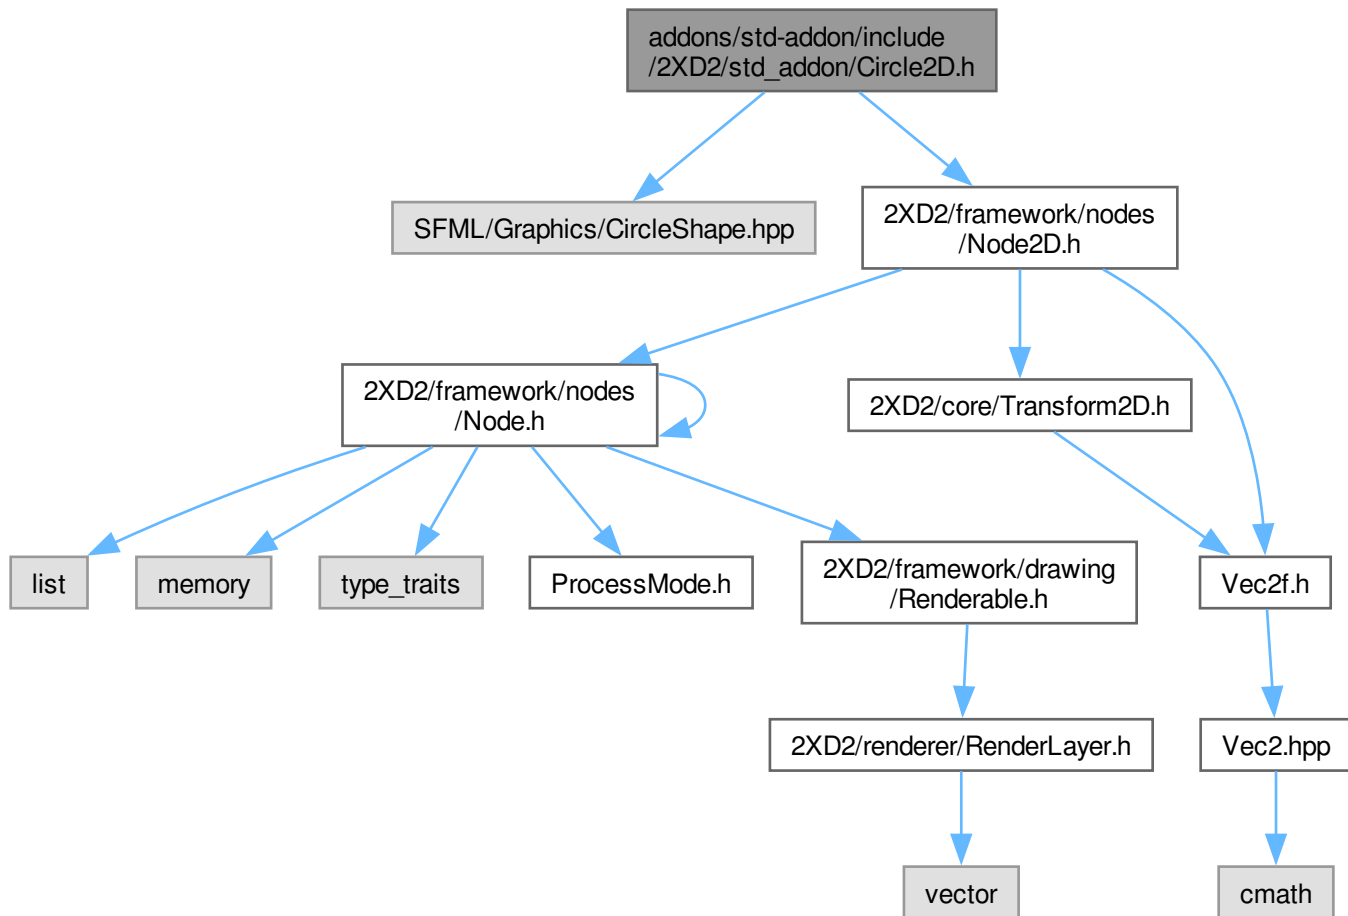 addons/std-addon/include
/2XD2/std_addon/Circle2D.h
SFML/Graphics/CircleShape.hpp
2XD2/framework/nodes
/Node2D.h
2XD2/framework/nodes
/Node.h
2XD2/core/Transform2D.h
list
memory
type_traits
ProcessMode.h
2XD2/framework/drawing
/Renderable.h
Vec2f.h
2XD2/renderer/RenderLayer.h
Vec2.hpp
vector
cmath